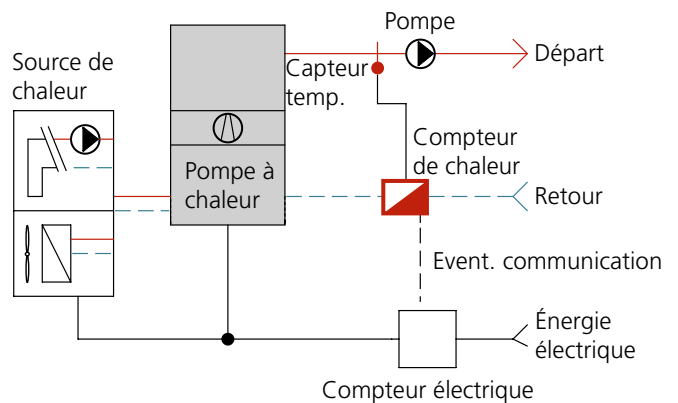 Pompe
Départ
Source de
chaleur
Capteur
temp.
Compteur
de chaleur
Pompe à
chaleur
Retour
Event. communication
Énergie
électrique
Compteur électrique